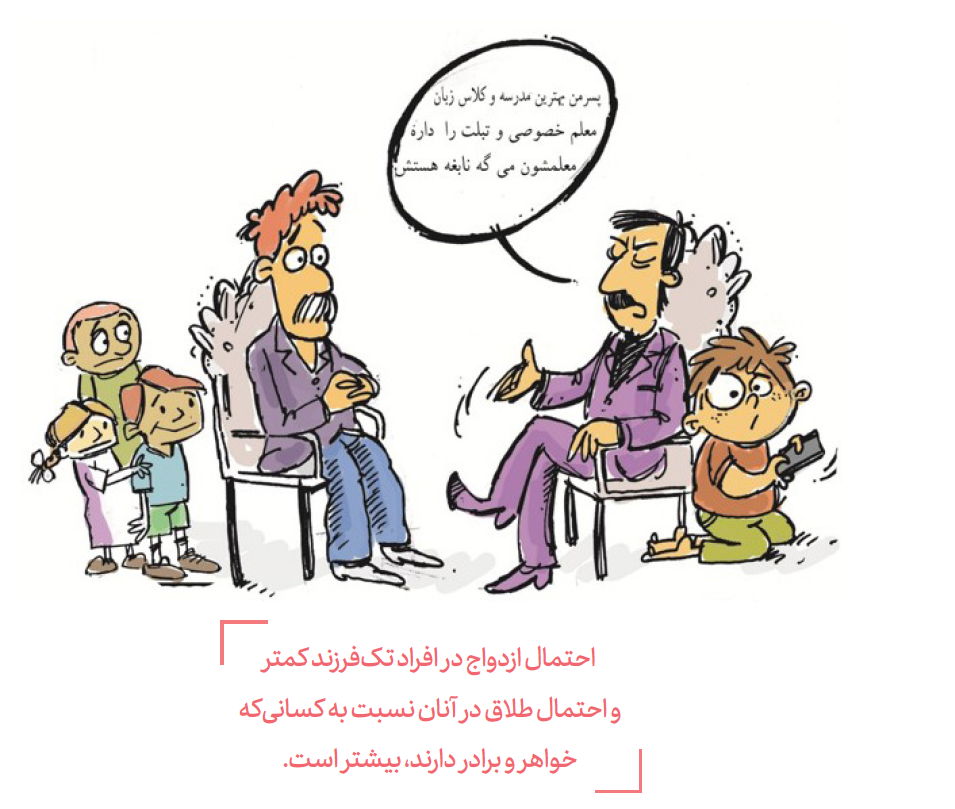 پسرمن بهترین مدرسه و کلاس زبان
معلم خصوصی و تبلت را داره
معلمشون می گه نابغه هستش
احتمال ازدواج در افراد تک‌فرزند کمتر
و احتمال طلاق در آنان نسبت به کسانی‌که
خواهر و برادر دارند، بیشتر است.